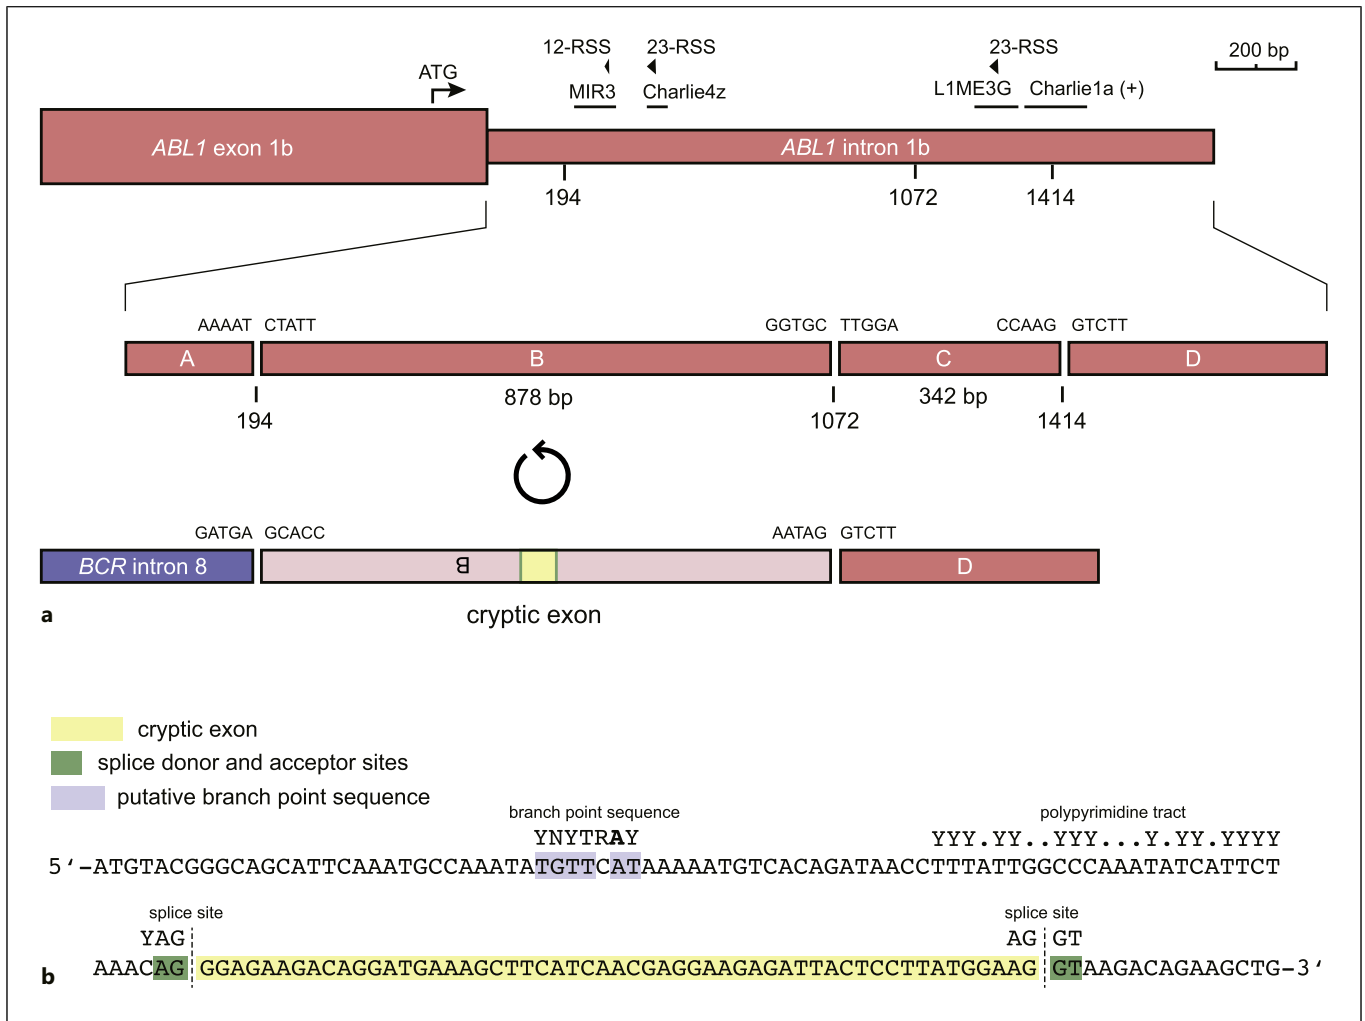 12-RSS 23-RSS 23-RSS 200 bp
ATG MIR3 Charlie4z L1ME3G Charlie1a (+)
ABL1 exon 1b ABL1 intron 1b
194 1072 1414
AAAAT CTATT GGTGC TTGGA CCAAG GTCTT
A B C D
878 bp 342 bp
194 1072 1414
GATGA GCACC AATAG GTCTT
BCR intron 8 B D
a cryptic exon
cryptic exon
splice donor and acceptor sites
putative branch point sequence
branch point sequence polypyrimidine tract
YNYTRAY YYY.YY..YYY...Y.YY.YYYY
5‘-ATGTACGGGCAGCATTCAAATGCCAAATATGTTCATAAAAATGTCACAGATAACCTTTATTGGCCCAAATATCATTCT
splice site splice site
YAG AG GT
b AAACAG GGAGAAGACAGGATGAAAGCTTCATCAACGAGGAAGAGATTACTCCTTATGGAAG GTAAGACAGAAGCTG-3‘